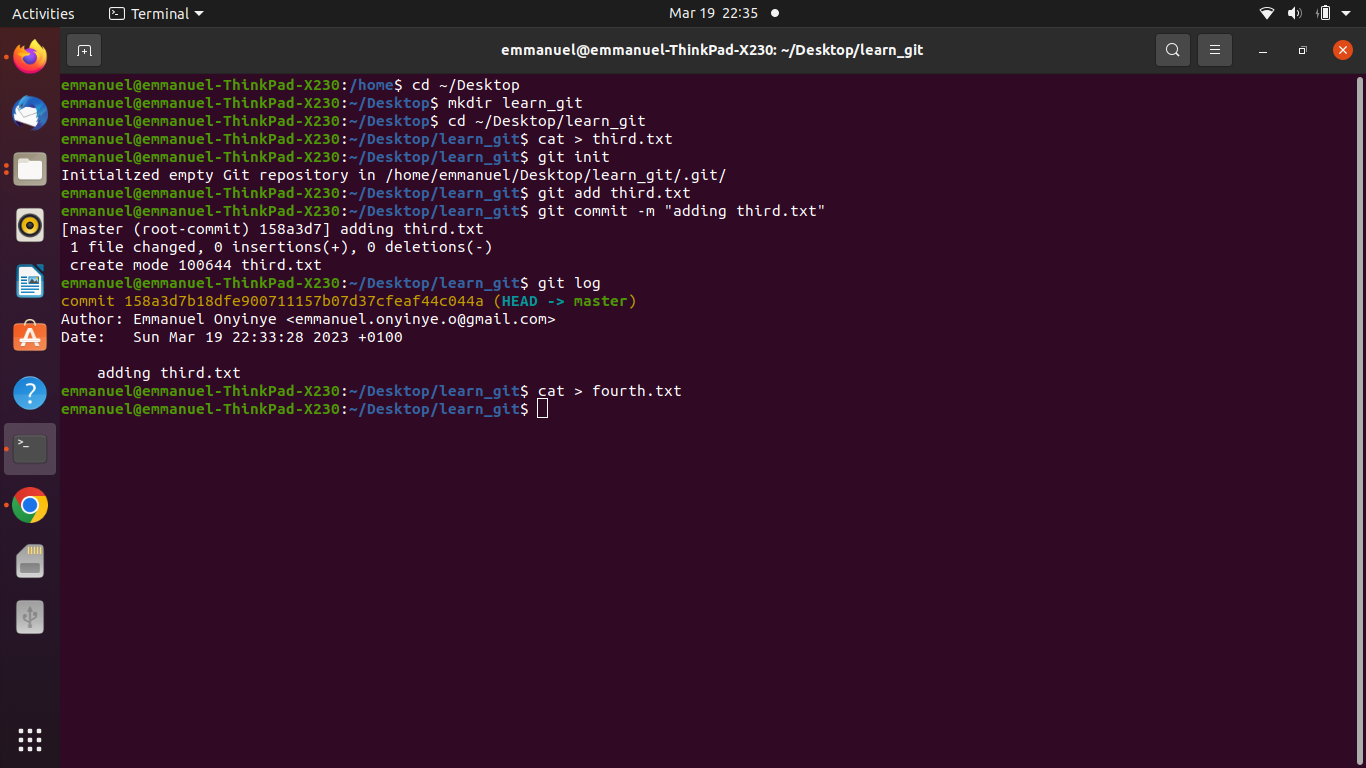 Activities Terminal Mar 19 22:35
emmanuel@emmanuel-ThinkPad-X230: ~/Desktop/learn_git
emmanuel@emmanuel-ThinkPad-X230:/home$ cd ~/Desktop
emmanuel@emmanuel-ThinkPad-X230:~/Desktop$ mkdir learn_git
emmanuel@emmanuel-ThinkPad-X230:~/Desktop$ cd ~/Desktop/learn_git
emmanuel@emmanuel-ThinkPad-X230:~/Desktop/learn_git$ cat > third.txt
emmanuel@emmanuel-ThinkPad-X230:~/Desktop/learn_git$ git init
Initialized empty Git repository in /home/emmanuel/Desktop/learn_git/.git/
emmanuel@emmanuel-ThinkPad-X230:~/Desktop/learn_git$ git add third.txt
emmanuel@emmanuel-ThinkPad-X230:~/Desktop/learn_git$ git commit -m "adding third.txt"
[master (root-commit) 158a3d7] adding third.txt
 1 file changed, 0 insertions(+), 0 deletions(-)
 create mode 100644 third.txt
emmanuel@emmanuel-ThinkPad-X230:~/Desktop/learn_git$ git log
commit 158a3d7b18dfe900711157b07d37cfeaf44c044a (HEAD -> master)
Author: Emmanuel Onyinye <emmanuel.onyinye.o@gmail.com>
Date:   Sun Mar 19 22:33:28 2023 +0100
    adding third.txt
emmanuel@emmanuel-ThinkPad-X230:~/Desktop/learn_git$ cat > fourth.txt
emmanuel@emmanuel-ThinkPad-X230:~/Desktop/learn_git$